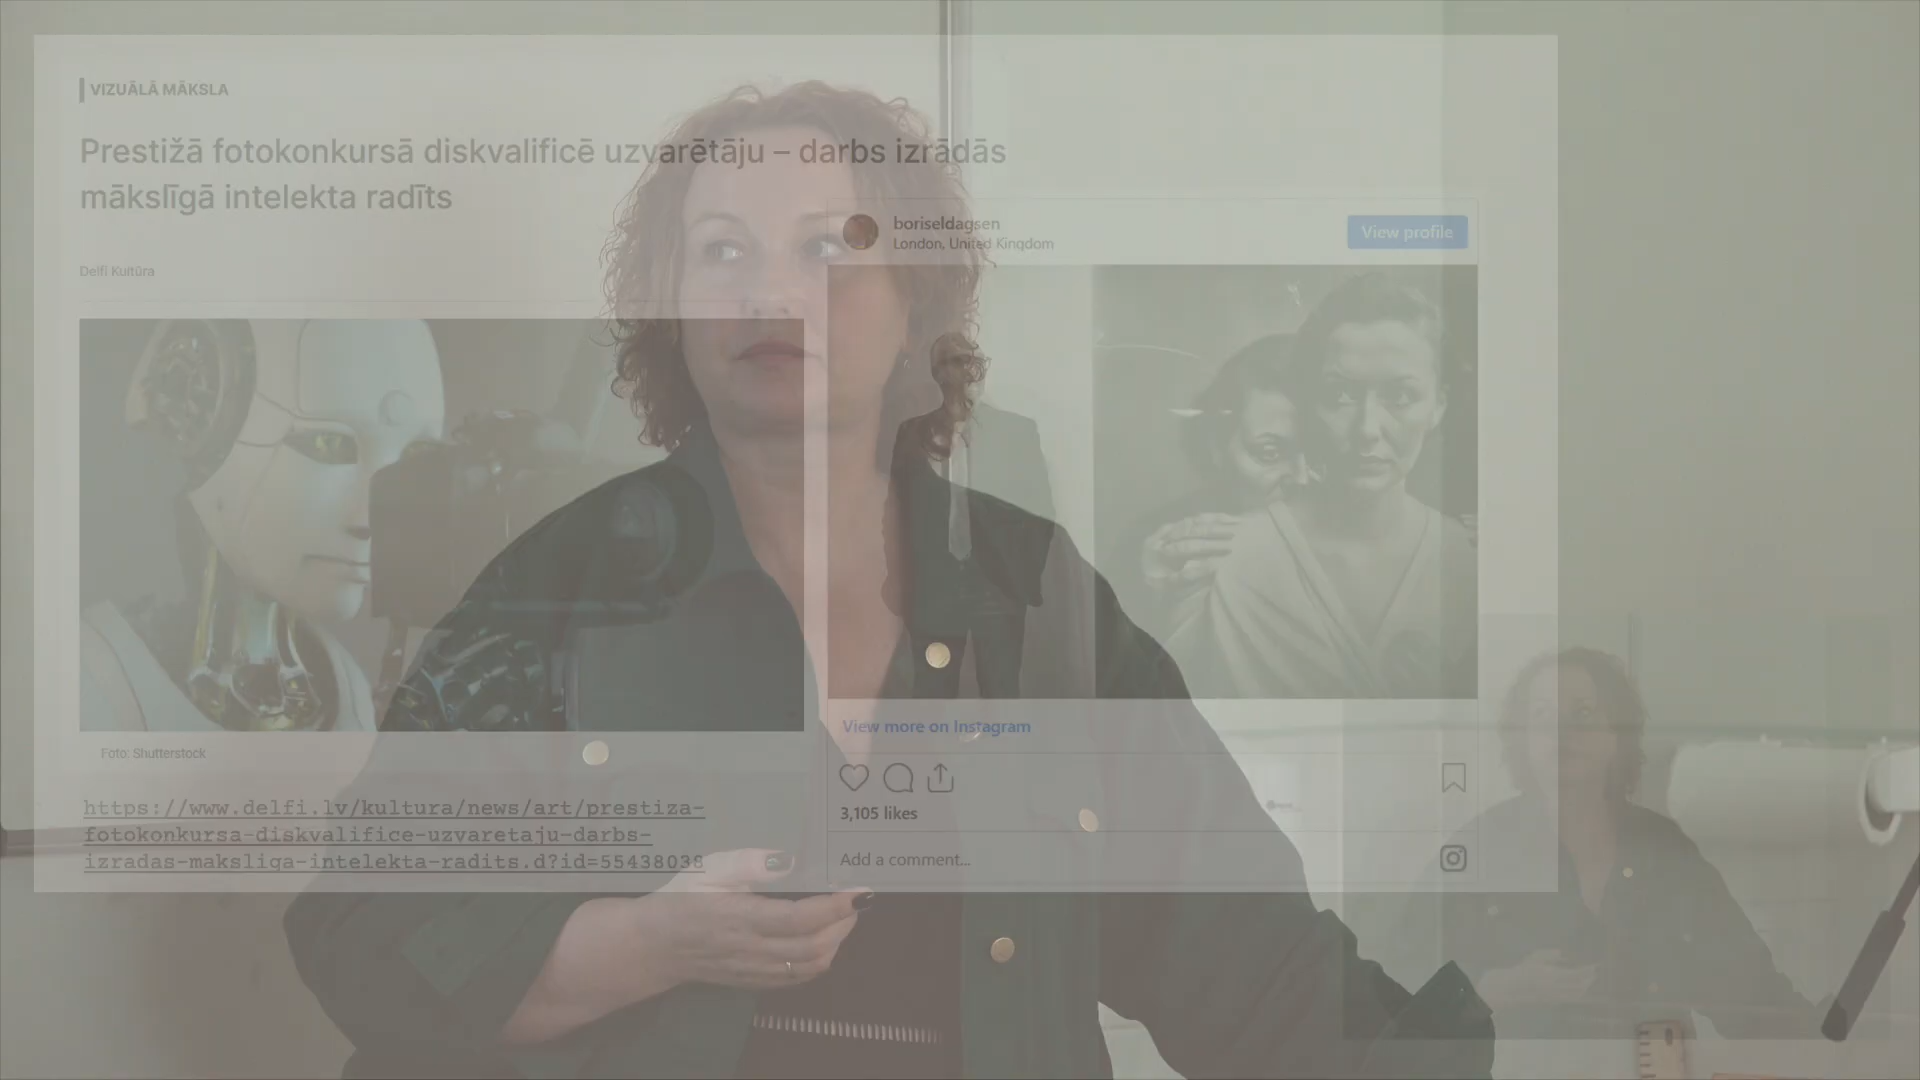 VIZUĀLĀ MĀKSLA
Prestižā fotokonkursā diskvalificē uzvarētāju – darbs izrādās
mākslīgā intelekta radīts
Delfi Kultūra
boriseldagsen
London, United Kingdom
View profile
Foto: Shutterstock
https://www.delfi.lv/kultura/news/art/prestiza-
fotokonkursa-diskvalifice-uzvaretaju-darbs-
izradas-maksliga-intelekta-radits.d?id=55438038
View more on Instagram
3,105 likes
Add a comment...